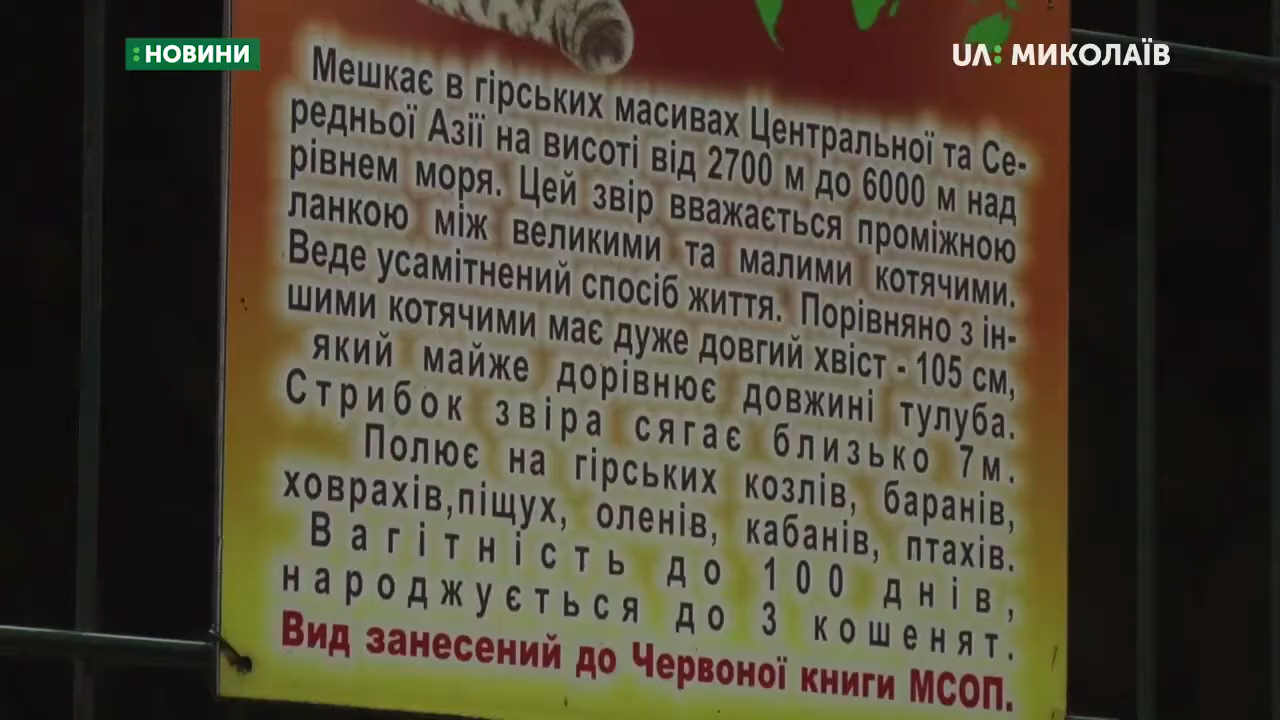 :НОВИНИ
UA: МИКОЛАЇВ
Мешкає в гірських масивах Центральної та Се-
редньої Азії на висоті від 2700 м до 6000 м над
рівнем моря. Цей звір вважається проміжною
ланкою між великими та малими котячими.
Веде усамітнений спосіб життя. Порівняно з ін-
шими котячими має дуже довгий хвіст - 105 см,
який майже дорівнює довжині тулуба.
Стрибок звіра сягає близько 7м.
Полює на гірських козлів, баранів,
ховрахів,піщух, оленів, кабанів, птахів.
Вагітність до 100 днів,
народжується до 3 кошенят.
Вид занесений до Червоної книги МСОП.